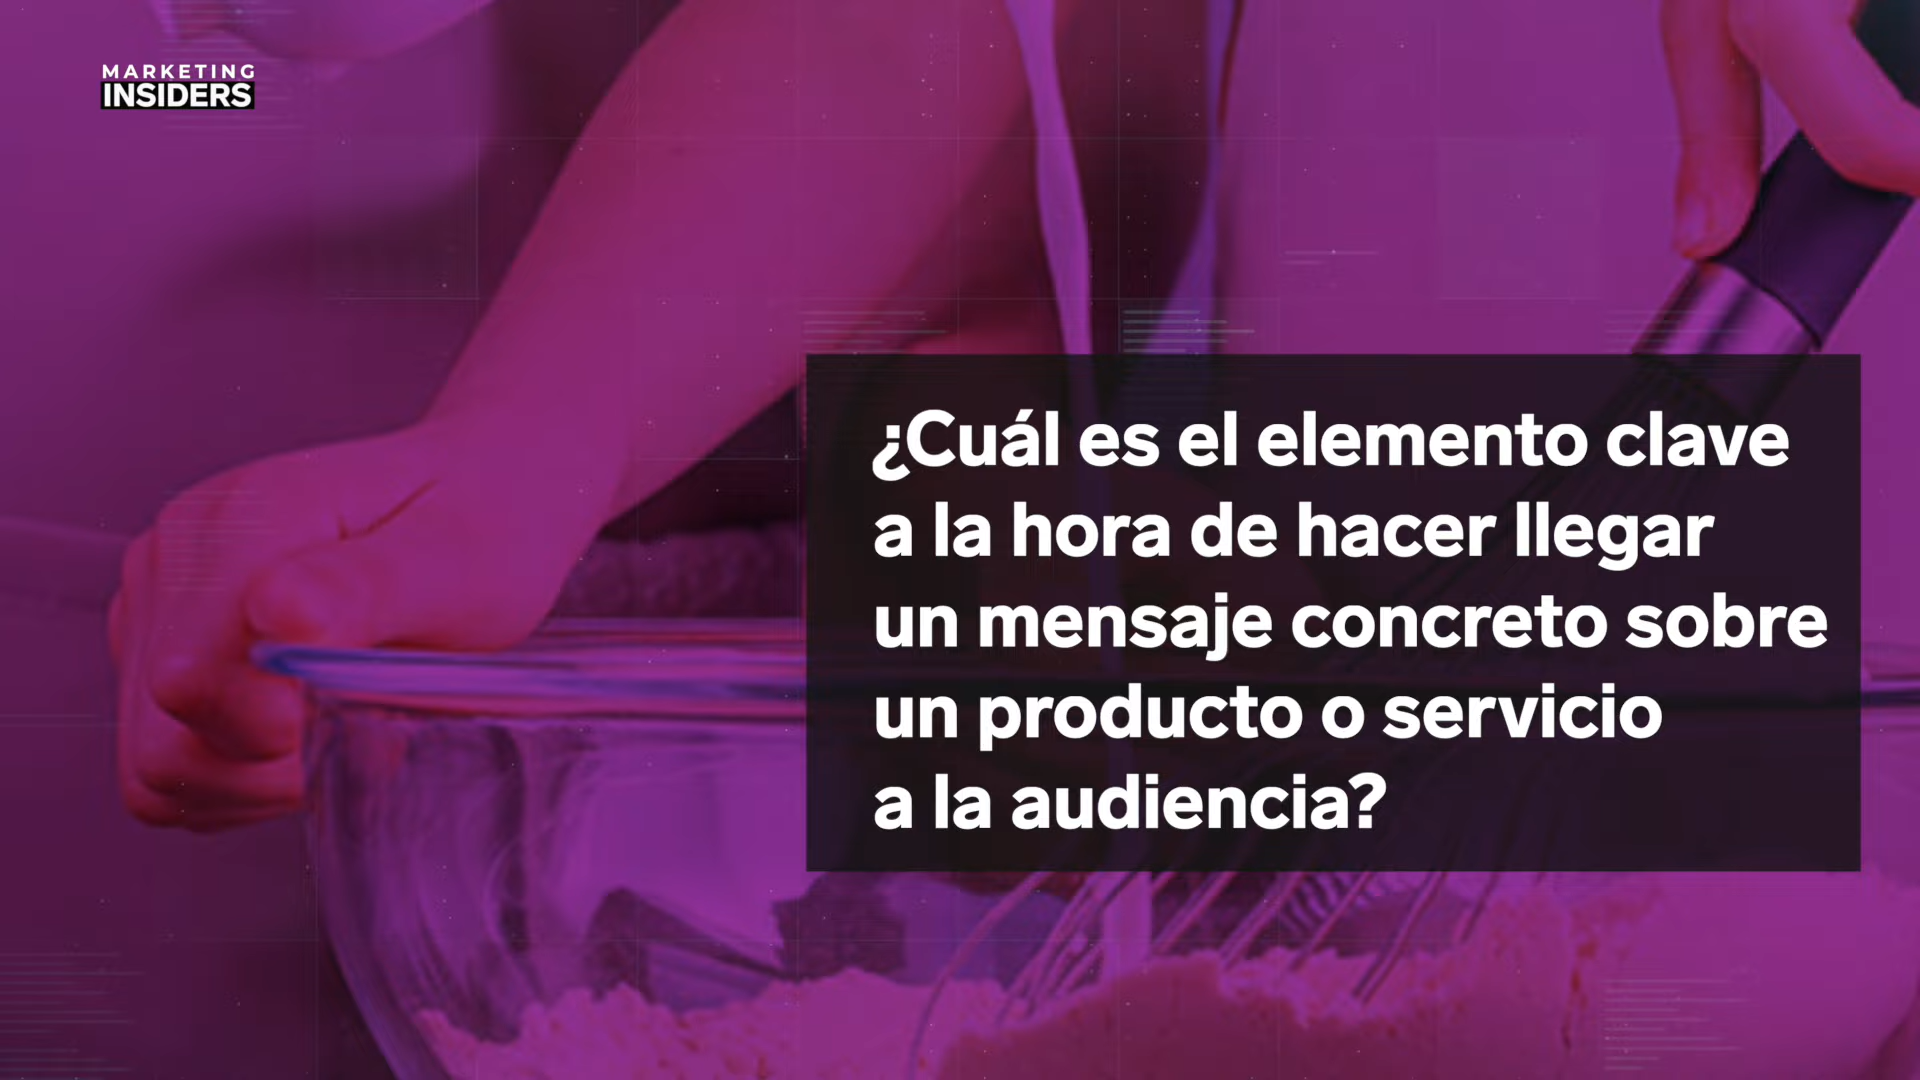 MARKETING
INSIDERS
¿Cuál es el elemento clave
a la hora de hacer llegar
un mensaje concreto sobre
un producto o servicio
a la audiencia?